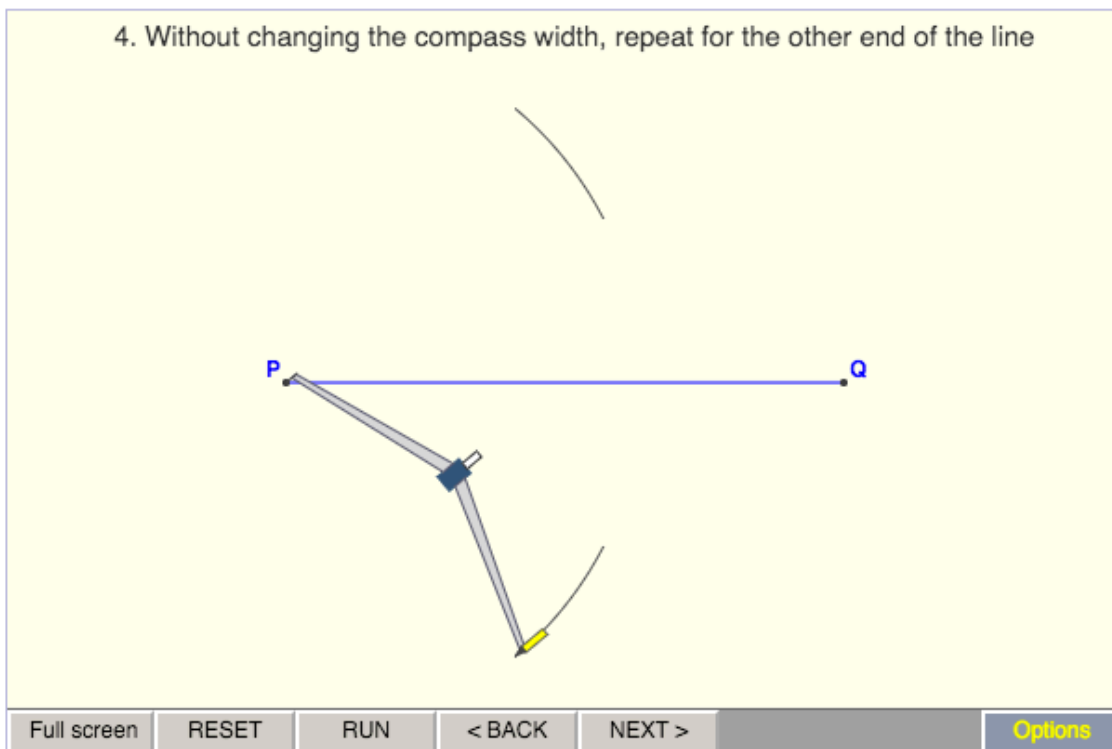 4. Without changing the compass width, repeat for the other end of the line
P
Q
Full screen RESET RUN < BACK NEXT > Options